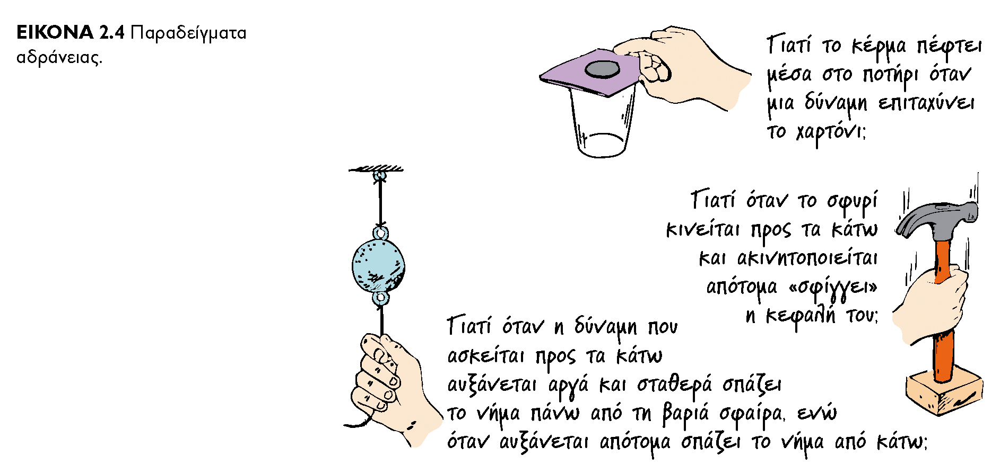 ΕΙΚΟΝΑ 2.4 Παραδείγματα
αδράνειας.
Γιατί το κέρμα πέφτει
μέσα στο ποτήρι όταν
μια δύναμη επιταχύνει
το χαρτόνι;
Γιατί όταν το σφυρί
κινείται προς τα κάτω
και ακινητοποιείται
απότομα «σφίγγει»
η κεφαλή του;
Γιατί όταν η δύναμη που
ασκείται προς τα κάτω
αυξάνεται αργά και σταθερά σπάζει
το νήμα πάνω από τη βαριά σφαίρα, ενώ
όταν αυξάνεται απότομα σπάζει το νήμα από κάτω;